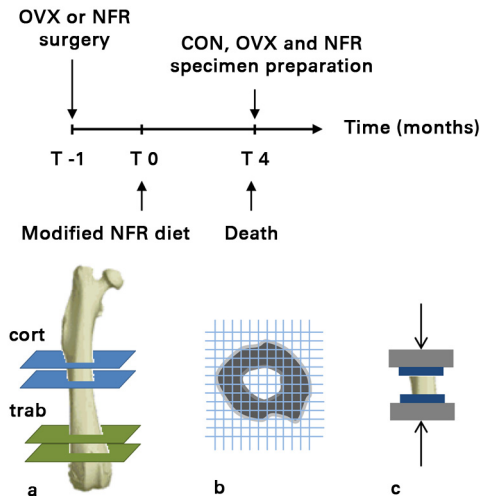 OVX or NFR
surgery
CON, OVX and NFR
specimen preparation
Time (months)
T -1
T 0
T 4
Modified NFR diet
Death
cort
trab
a
b
c